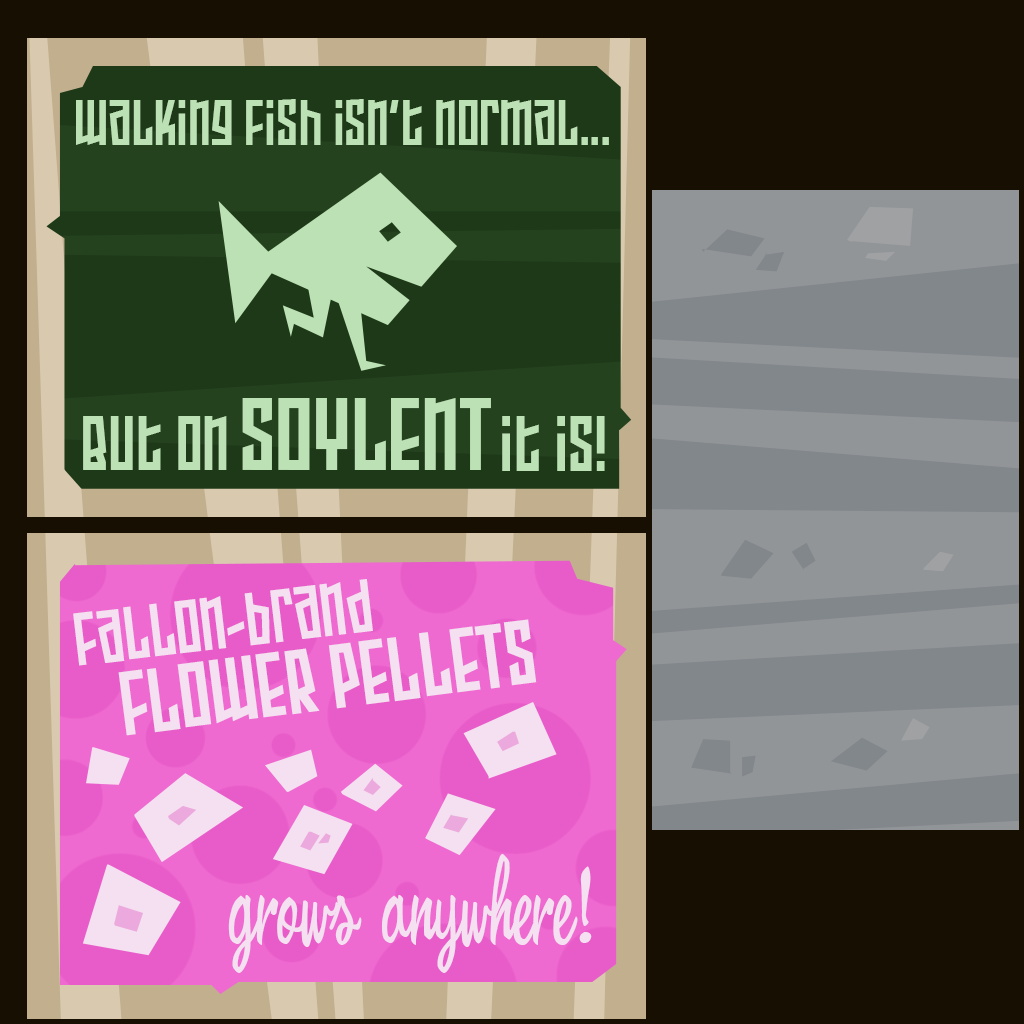 Walking fish isn't normal...
But on SOYLENT it is!
Fallon-brand
FLOWER PELLETS
grows anywhere!